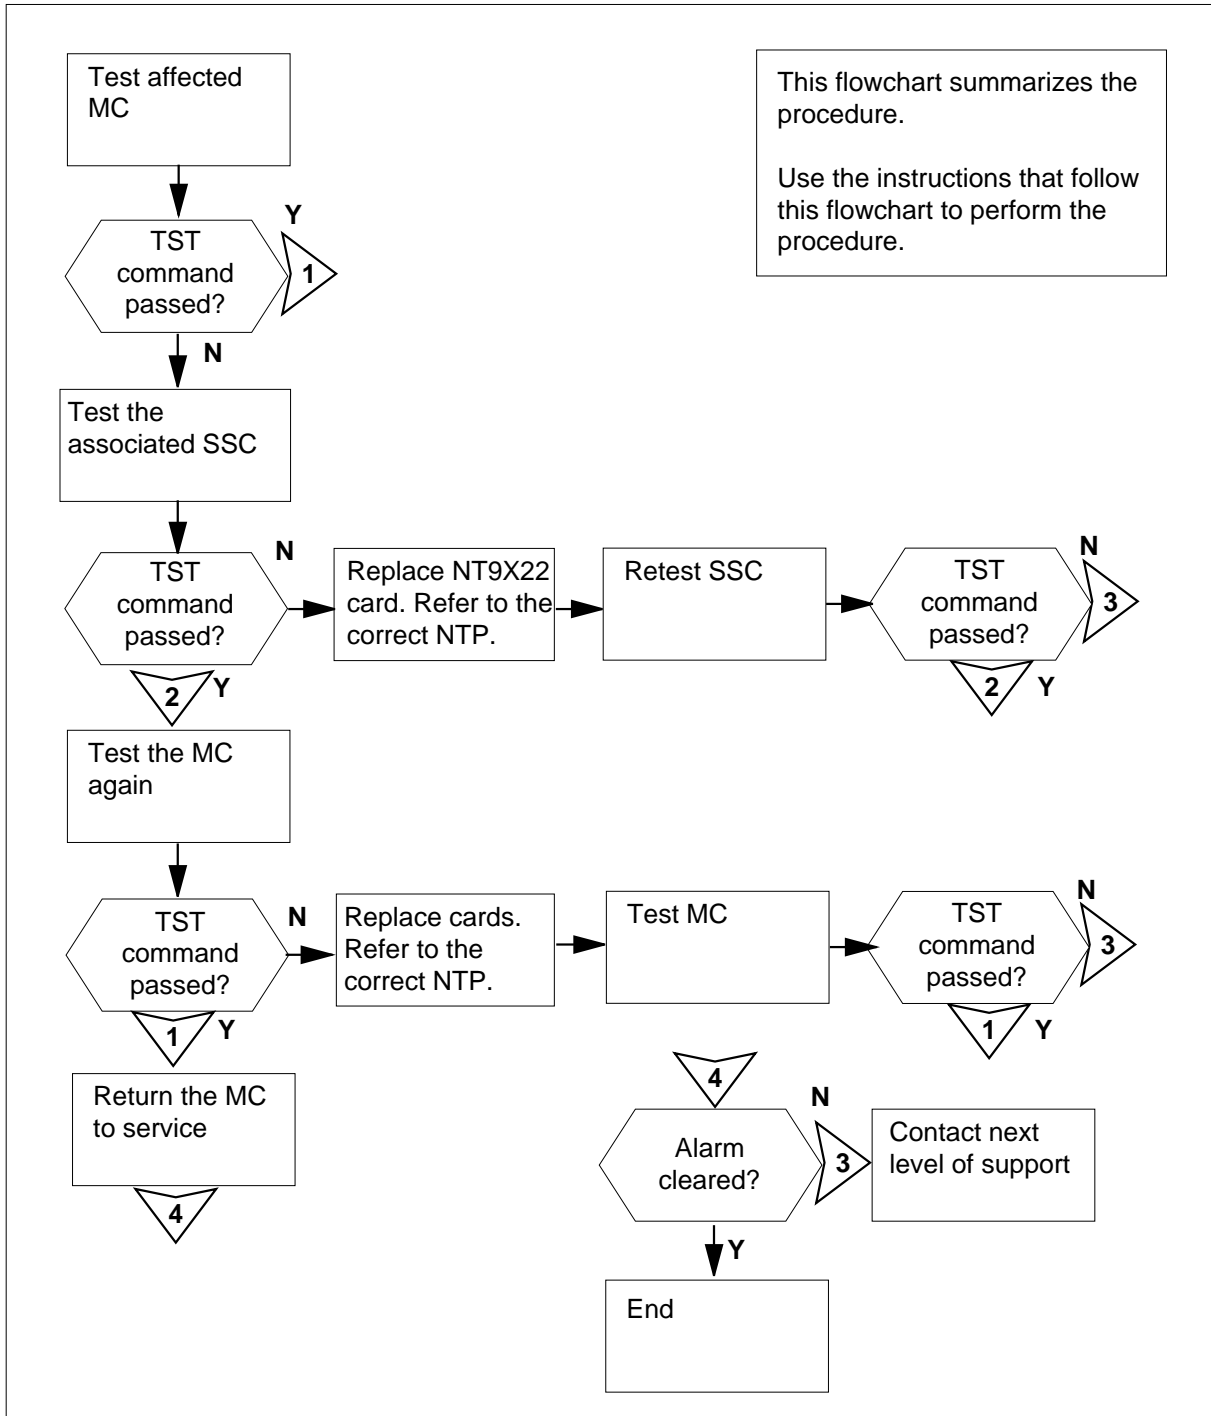 Test affected
MC
This flowchart summarizes the
procedure.
Use the instructions that follow
this flowchart to perform the
procedure.
Y
TST
command
passed?
1
N
Test the
associated SSC
N
TST
command
passed?
Replace NT9X22
card. Refer to the
correct NTP.
Retest SSC
TST
command
passed?
N
3
2
Y
2
Y
Test the MC
again
TST
command
passed?
N
Replace cards.
Refer to the
correct NTP.
Test MC
TST
command
passed?
N
3
1
Y
1
Y
Return the MC
to service
4
4
Alarm
cleared?
N
3
Contact next
level of support
Y
End